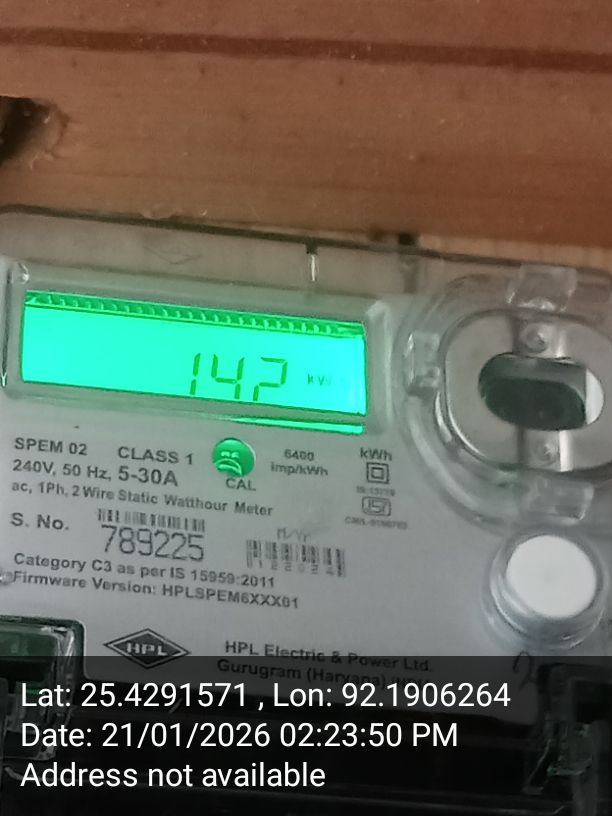 142 kW
SPEM 02 CLASS 1
240V, 50 Hz, 5-30A
ac, 1Ph, 2 Wire Static Watthour Meter
CAL
6400
imp/kWh
kWh
S. No.
789225
M/Yr
Category C3 as per IS 15959:2011
Firmware Version: HPLSPEM6XXX01
HPL
HPL Electric & Power Ltd.
Gurugram (Haryana)
Lat: 25.4291571 , Lon: 92.1906264
Date: 21/01/2026 02:23:50 PM
Address not available